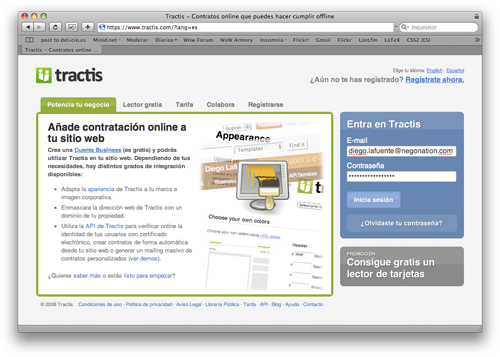 Tractis – Contratos online que puedes hacer cumplir offline
https://www.tractis.com/?lang=es
Inquisitor
post to del.icio.us Minid.net Moderar Diarios Wow Forum WoW Armory Insomnia Flickr! Gmail Flickr Last.fm LaTeX CSS2 (ES)
Tractis – Contratos online ...
tractis
Elige tu idioma: English · Español
¿Aún no te has registrado? Regístrate ahora.
Potencia tu negocio Lector gratis Tarifa Colabora Registrarse
Añade contratación online a
tu sitio web
Crea una Cuenta Business (es gratis) y podrás
utilizar Tractis en tu sitio web. Dependiendo de tus
necesidades, hay distintos grados de integración
disponibles:
Adapta la apariencia de Tractis a tu marca e
imagen corporativa.
Enmascara la dirección web de Tractis con un
dominio de tu propiedad.
Utiliza la API de Tractis para verificar online la
identidad de tus usuarios con certificado
electrónico, crear contratos de forma automática
desde tu sitio web o generar un mailing masivo de
contratos personalizados (ver demo).
¿Quieres saber más o estás listo para empezar?
English
Appearance
Templates
Find
Diego Lafuente
API Services
Choose your own colors
Header
Entra en Tractis
E-mail
diego.lafuente@negonation.com
Contraseña
Inicia sesión
¿Olvidaste tu contraseña?
PROMOCIÓN
Consigue gratis un
lector de tarjetas
© 2008 Tractis. Condiciones de uso · Política de privacidad · Aviso Legal · Librería Pública · Tarifa · API · Blog · Ayuda · Contacto